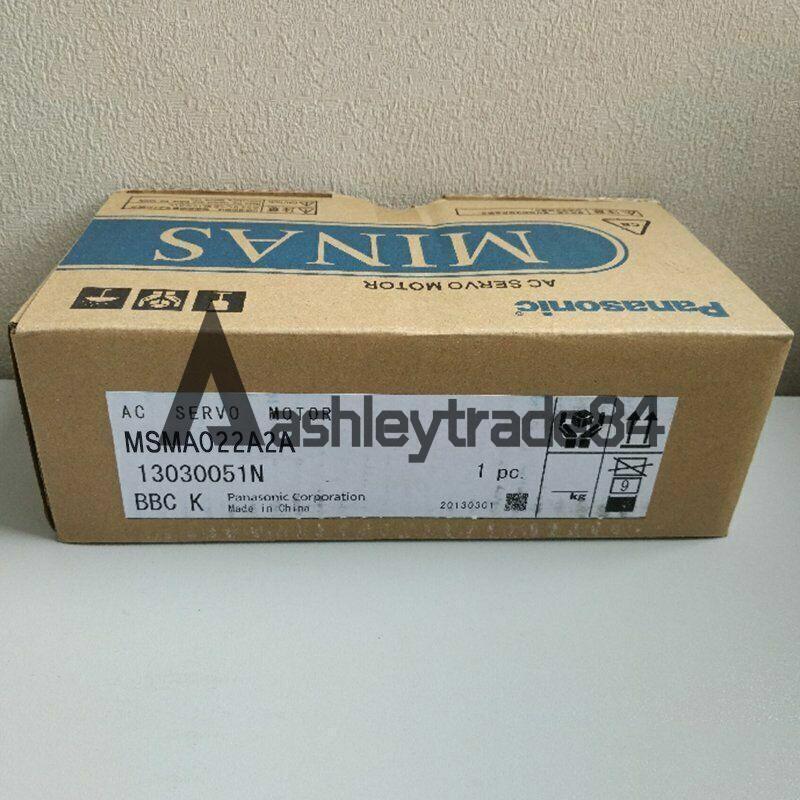 MINAS
AC SERVO MOTOR
Panasonic
AC SERVO MOTOR
MSMA022A2A
13030051N
1 pc.
BBC K Panasonic Corporation
Made in China
20130301
kg
9
Aashleytrade84